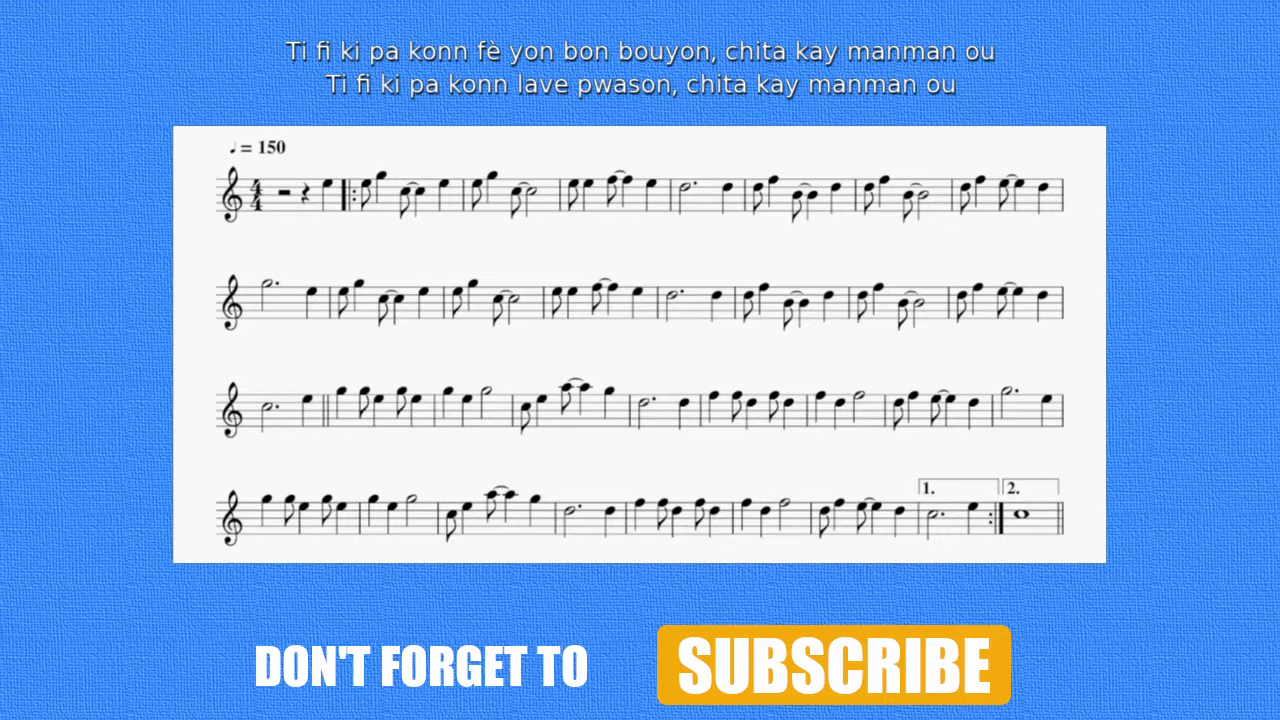 Ti fi ki pa konn fè yon bon bouyon, chita kay manman ou
Ti fi ki pa konn lave pwason, chita kay manman ou
♩ = 150
1.
2.
DON'T FORGET TO
SUBSCRIBE